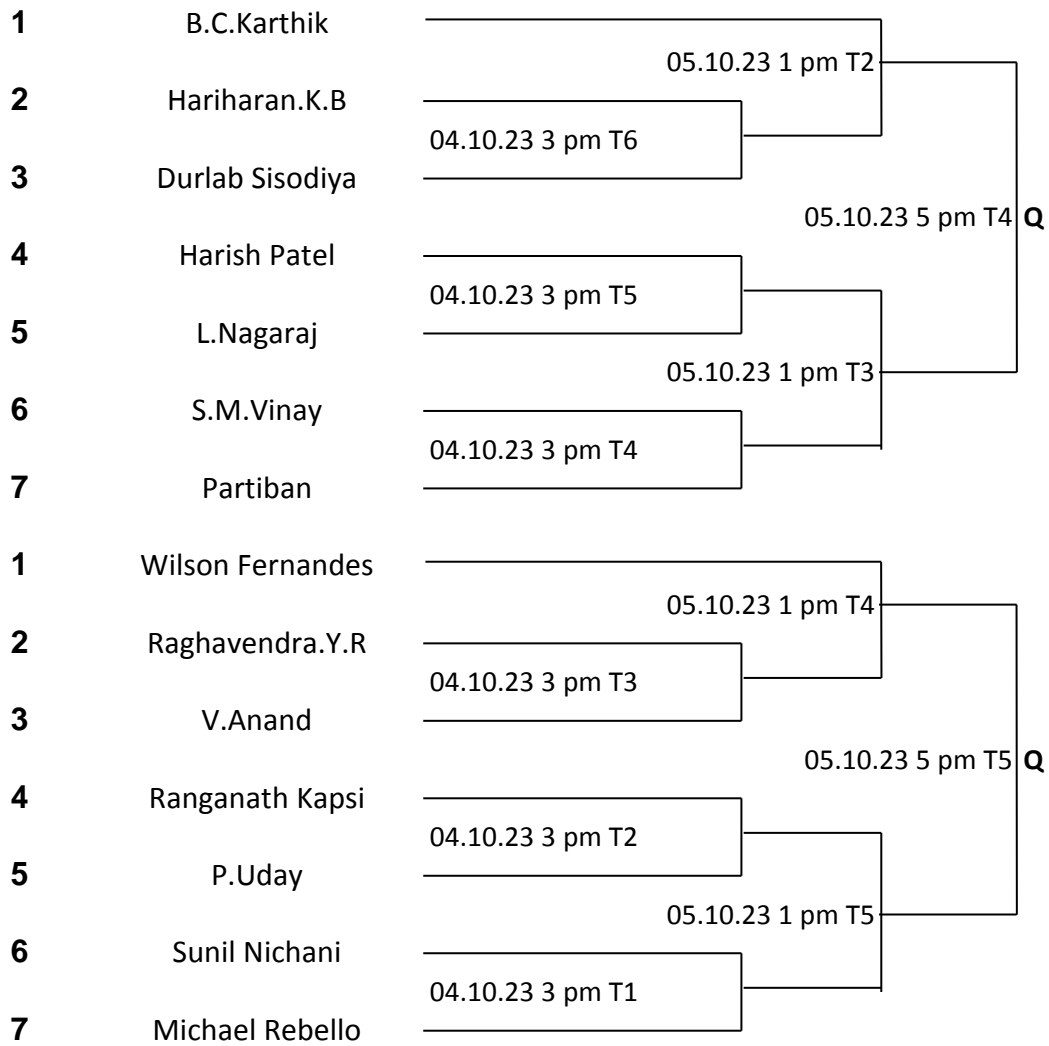 1 B.C.Karthik
05.10.23 1 pm T2
2 Hariharan.K.B
04.10.23 3 pm T6
3 Durlab Sisodiya
05.10.23 5 pm T4 Q
4 Harish Patel
04.10.23 3 pm T5
5 L.Nagaraj
05.10.23 1 pm T3
6 S.M.Vinay
04.10.23 3 pm T4
7 Partiban
1 Wilson Fernandes
05.10.23 1 pm T4
2 Raghavendra.Y.R
04.10.23 3 pm T3
3 V.Anand
05.10.23 5 pm T5 Q
4 Ranganath Kapsi
04.10.23 3 pm T2
5 P.Uday
05.10.23 1 pm T5
6 Sunil Nichani
04.10.23 3 pm T1
7 Michael Rebello